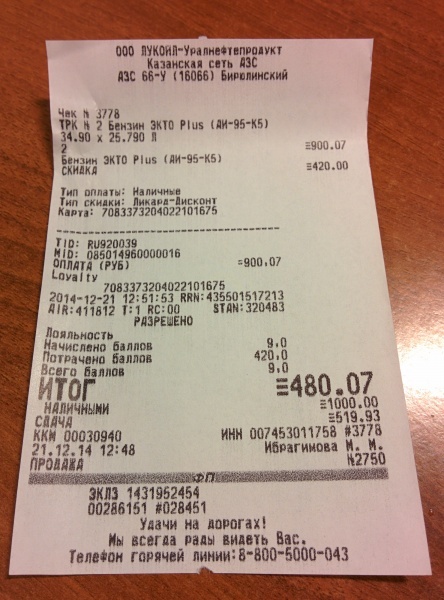 ООО ЛУКОЙЛ-Уралнефтепродукт
Казанская сеть АЗС
АЗС 66-У (16066) Бирюлинский
Чек N 3778
ТРК N 2 Бензин ЭКТО Plus (АИ-95-К5)
34.90 x 25.790 Л
2 ≡900.07
Бензин ЭКТО Plus (АИ-95-К5)
СКИДКА ≡420.00
Тип оплаты: Наличные
Тип скидки: Ликард-Дисконт
Карта: 7083373204022101675
TID: RU920039
MID: 085014960000016
ОПЛАТА (РУБ) =900.07
Loyalty
7083373204022101675
2014-12-21 12:51:53 RRN:435501517213
AIR:411812 T:1 RC:00 STAN:320483
РАЗРЕШЕНО
Лояльность
Начислено баллов 9.0
Потрачено баллов 420.0
Всего баллов 9.0
ИТОГ ≡480.07
НАЛИЧНЫМИ ≡1000.00
СДАЧА ≡519.93
ККМ 00030940 ИНН 007453011758 #3778
21.12.14 12:48 Ибрагимова М. М.
ПРОДАЖА №2750
ФП
ЭКЛЗ 1431952454
00286151 #028451
Удачи на дорогах!
Мы всегда рады видеть Вас.
Телефон горячей линии:8-800-5000-043